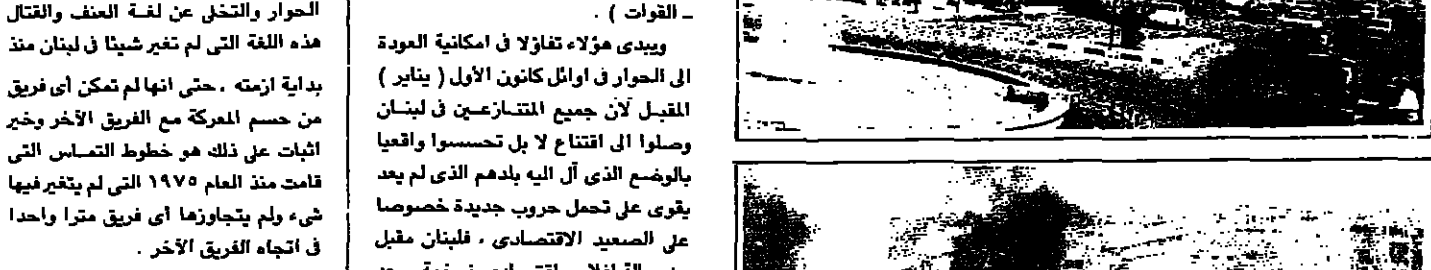 ـ القوات ) .
ويبدى هؤلاء تفاؤلا فى امكانية العودة
الى الحوار فى اوائل كانون الأول ( يناير )
المقبل لأن جميع المتنازعين فى لبنان
وصلوا الى اقتناع لا بل تحسسوا واقعيا
بالوضع الذى آل اليه بلدهم الذى لم يعد
يقوى على تحمل حروب جديدة خصوصا
على الصعيد الاقتصادى ، فلبنان مقبل
الحوار والتخلى عن لغة العنف والقتال
هذه اللغة التى لم تغير شيئا فى لبنان منذ
بداية ازمته ، حتى انها لم تمكن أى فريق
من حسم المعركة مع الفريق الآخر وخير
اثبات على ذلك هو خطوط التماس التى
قامت منذ العام ١٩٧٥ التى لم يتغير فيها
شىء ولم يتجاوزها أى فريق مترا واحدا
فى اتجاه الفريق الآخر .